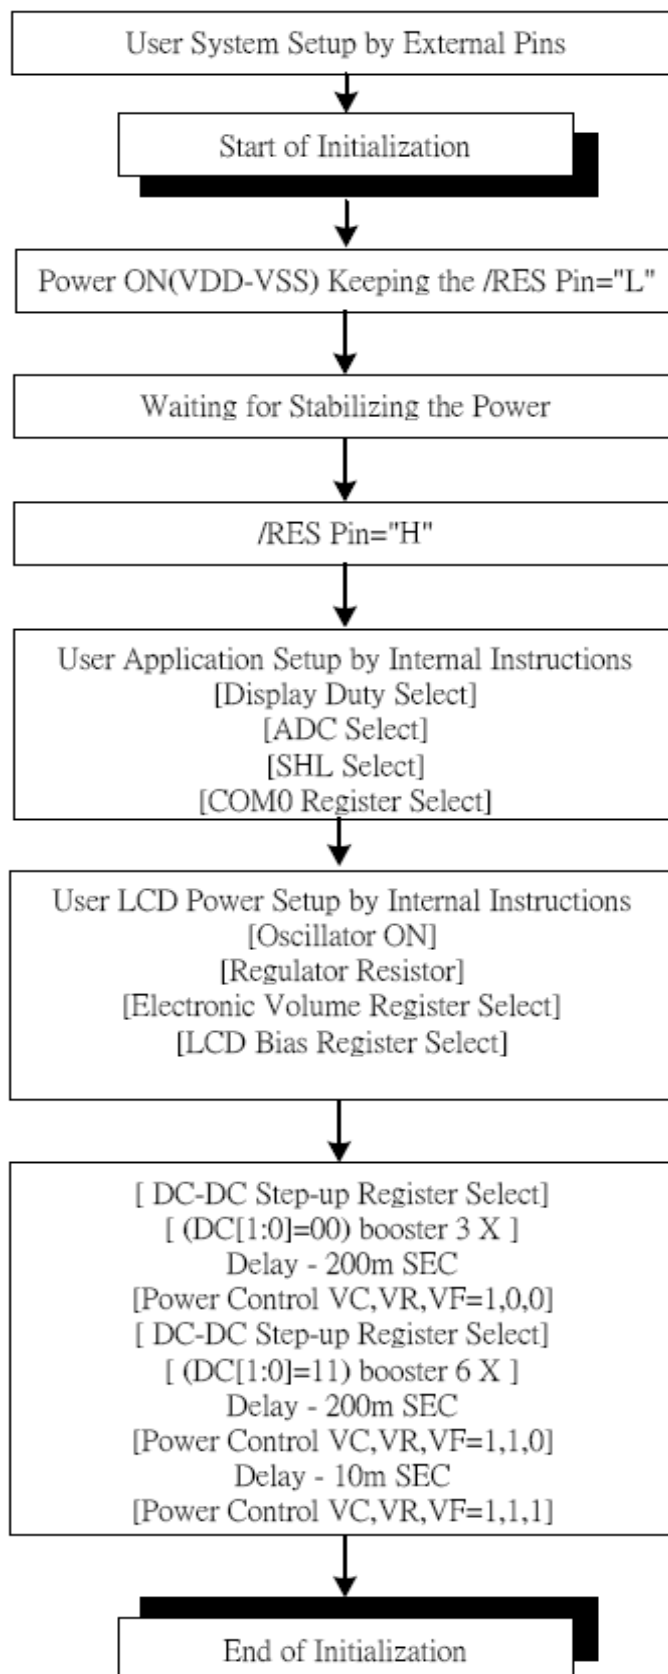 User System Setup by External Pins
Start of Initialization
Power ON(VDD-VSS) Keeping the /RES Pin="L"
Waiting for Stabilizing the Power
/RES Pin="H"
User Application Setup by Internal Instructions
[Display Duty Select]
[ADC Select]
[SHL Select]
[COM0 Register Select]
User LCD Power Setup by Internal Instructions
[Oscillator ON]
[Regulator Resistor]
[Electronic Volume Register Select]
[LCD Bias Register Select]
[ DC-DC Step-up Register Select]
[ (DC[1:0]=00) booster 3 X ]
Delay - 200m SEC
[Power Control VC,VR,VF=1,0,0]
[ DC-DC Step-up Register Select]
[ (DC[1:0]=11) booster 6 X ]
Delay - 200m SEC
[Power Control VC,VR,VF=1,1,0]
Delay - 10m SEC
[Power Control VC,VR,VF=1,1,1]
End of Initialization